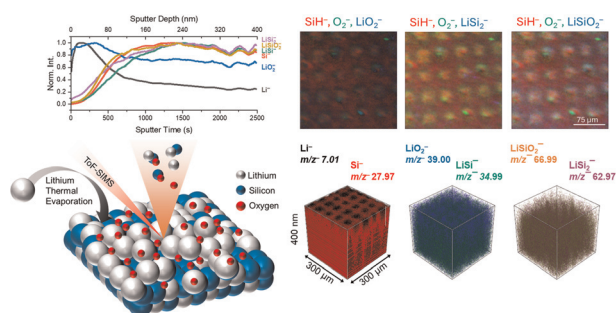 Sputter Depth (nm)
0 80 160 240 320 400
Norm. Int.
1.0
0.8
0.6
0.4
0.2
0.0
LiSi₂⁻
LiSiO₂⁻
LiSi⁻
Si⁻
LiO₂⁻
Li⁻
0 500 1000 1500 2000 2500
Sputter Time (s)
ToF-SIMS
Lithium
Thermal
Evaporation
Lithium
Silicon
Oxygen
SiH⁻, O₂⁻, LiO₂⁻
SiH⁻, O₂⁻, LiSi₂⁻
SiH⁻, O₂⁻, LiSiO₂⁻
75 µm
Li⁻
m/z⁻ 7.01
Si⁻
m/z⁻ 27.97
LiO₂⁻
m/z⁻ 39.00
LiSi⁻
m/z⁻ 34.99
LiSiO₂⁻
m/z⁻ 66.99
LiSi₂⁻
m/z⁻ 62.97
400 nm
300 µm
300 µm